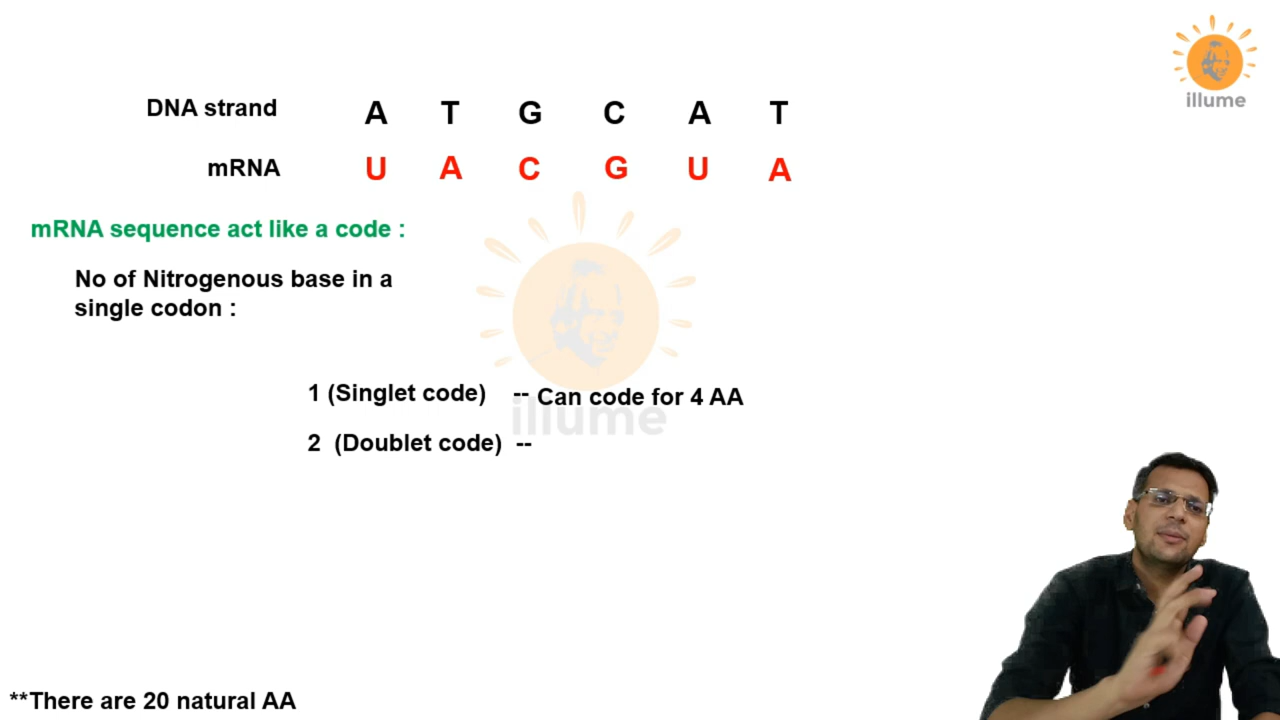 illume
DNA strand A T G C A T
mRNA U A C G U A
mRNA sequence act like a code :
No of Nitrogenous base in a
single codon :
1 (Singlet code) -- Can code for 4 AA
illume
2 (Doublet code) --
**There are 20 natural AA